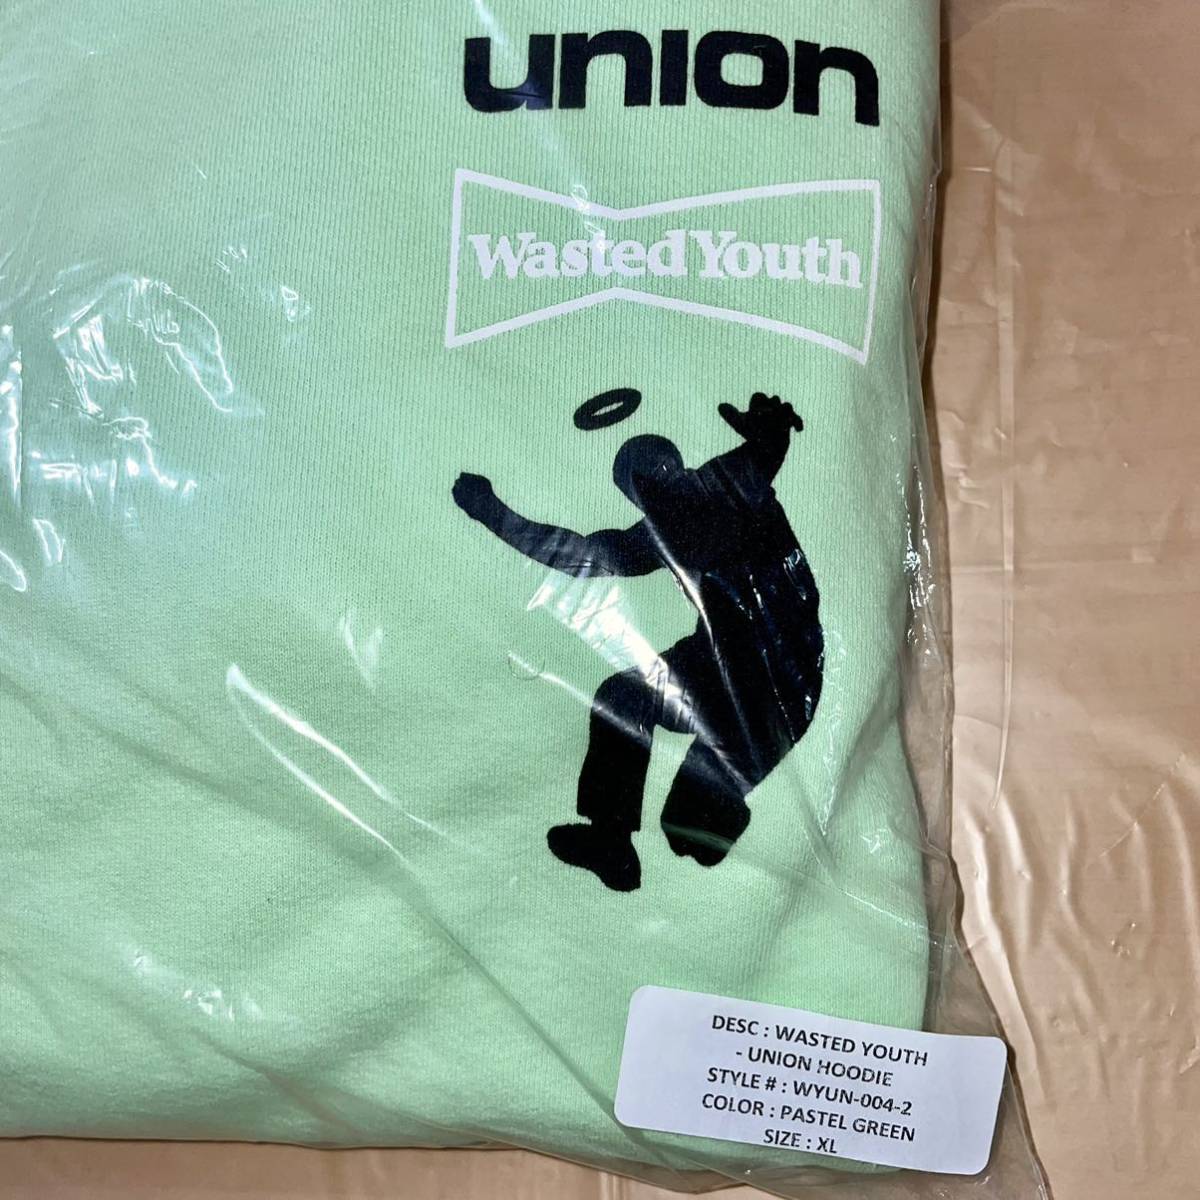 union
Wasted Youth
DESC : WASTED YOUTH
- UNION HOODIE
STYLE # : WYUN-004-2
COLOR : PASTEL GREEN
SIZE : XL